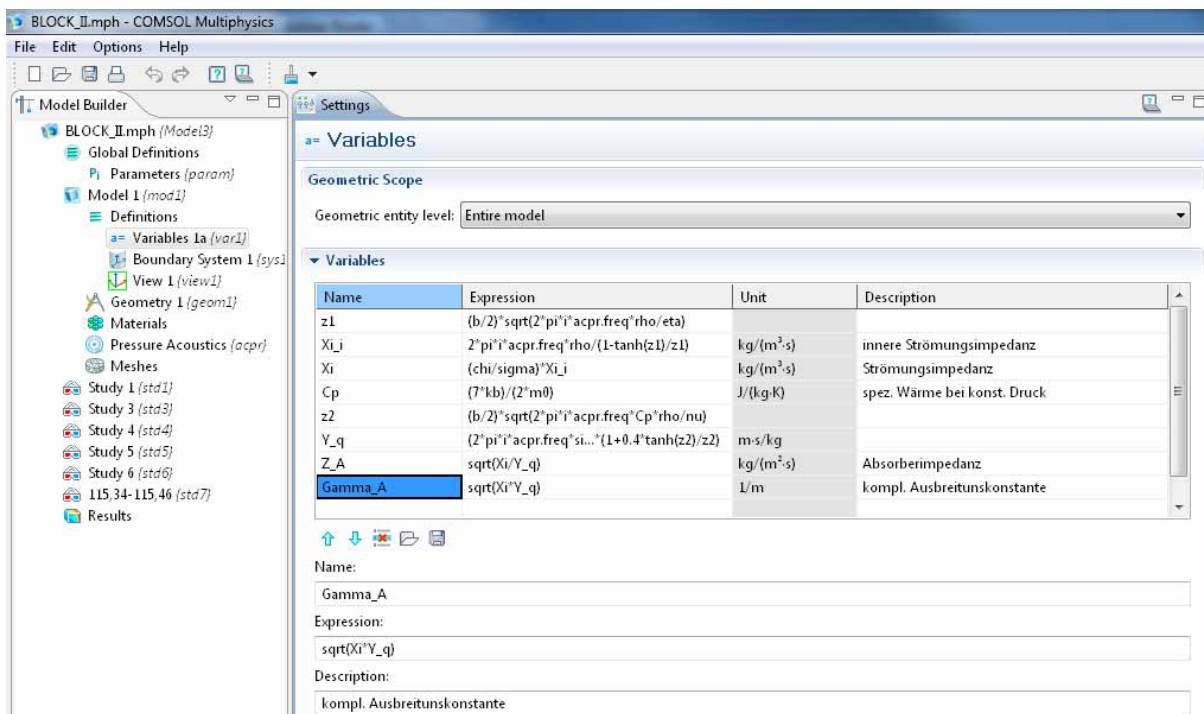 BLOCK_II.mph - COMSOL Multiphysics
File Edit Options Help
Model Builder
BLOCK_II.mph (Model3)
Global Definitions
Pi Parameters (param)
Model 1 (mod1)
Definitions
a= Variables 1a (var1)
Boundary System 1 (sys1
View 1 (view1)
Geometry 1 (geom1)
Materials
Pressure Acoustics (acpr)
Meshes
Study 1 (std1)
Study 3 (std3)
Study 4 (std4)
Study 5 (std5)
Study 6 (std6)
115,34-115,46 (std7)
Results
Settings
a= Variables
Geometric Scope
Geometric entity level: Entire model
Variables
Name Expression Unit Description
z1 (b/2)*sqrt(2*pi*i*acpr.freq*rho/eta)
Xi_i 2*pi*i*acpr.freq*rho/(1-tanh(z1)/z1) kg/(m³·s) innere Strömungsimpedanz
Xi (chi/sigma)*Xi_i kg/(m³·s) Strömungsimpedanz
Cp (7*kb)/(2*m0) J/(kg·K) spez. Wärme bei konst. Druck
z2 (b/2)*sqrt(2*pi*i*acpr.freq*Cp*rho/nu)
Y_q (2*pi*i*acpr.freq*si...*(1+0.4*tanh(z2)/z2) m·s/kg
Z_A sqrt(Xi/Y_q) kg/(m²·s) Absorberimpedanz
Gamma_A sqrt(Xi*Y_q) 1/m kompl. Ausbreitunskonstante
Name:
Gamma_A
Expression:
sqrt(Xi*Y_q)
Description:
kompl. Ausbreitunskonstante